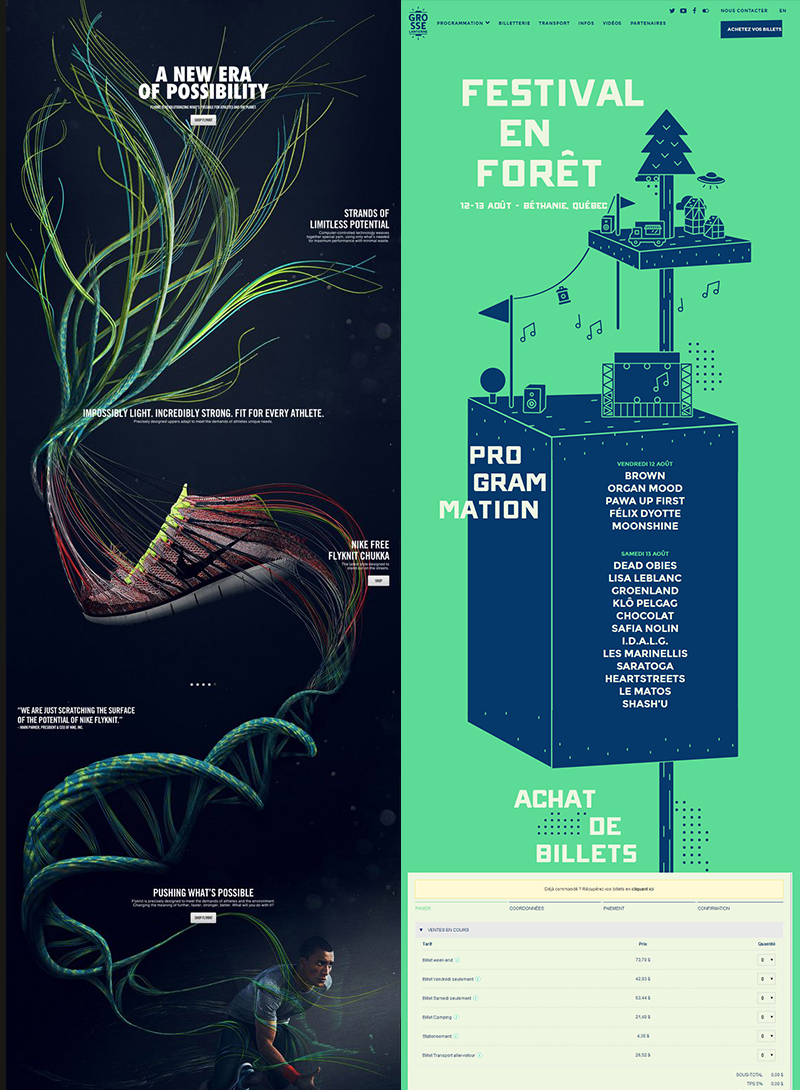 A NEW ERA
OF POSSIBILITY
FLYKNIT IS REVOLUTIONIZING WHAT'S POSSIBLE FOR ATHLETES AND THE PLANET
SHOP FLYKNIT
STRANDS OF
LIMITLESS POTENTIAL
Computer-controlled technology weaves
together special yarn, using only what's needed
for maximum performance with minimal waste.
IMPOSSIBLY LIGHT. INCREDIBLY STRONG. FIT FOR EVERY ATHLETE.
Precisely designed uppers adapt to meet the demands of athletes unique needs.
NIKE FREE
FLYKNIT CHUKKA
The latest style designed to
stand out on the streets.
SHOP
"WE ARE JUST SCRATCHING THE SURFACE
OF THE POTENTIAL OF NIKE FLYKNIT."
- MARK PARKER, PRESIDENT & CEO OF NIKE, INC.
PUSHING WHAT'S POSSIBLE
Flyknit is precisely designed to meet the demands of athletes and the environment.
Changing the meaning of further, faster, stronger, better. What will you do with it?
SHOP FLYKNIT
GRO
SSE
LANTERNE
PROGRAMMATION
BILLETTERIE
TRANSPORT
INFOS
VIDÉOS
PARTENAIRES
NOUS CONTACTER
EN
ACHETEZ VOS BILLETS
FESTIVAL
EN
FORÊT
12-13 AOÛT - BÉTHANIE, QUÉBEC
PRO
GRAM
MATION
VENDREDI 12 AOÛT
BROWN
ORGAN MOOD
PAWA UP FIRST
FÉLIX DYOTTE
MOONSHINE
SAMEDI 13 AOÛT
DEAD OBIES
LISA LEBLANC
GROENLAND
KLÔ PELGAG
CHOCOLAT
SAFIA NOLIN
I.D.A.L.G.
LES MARINELLIS
SARATOGA
HEARTSTREETS
LE MATOS
SHASH'U
ACHAT
DE
BILLETS
Déjà commandé ? Récupérez vos billets en cliquant ici
PANIER
COORDONNÉES
PAIEMENT
CONFIRMATION
VENTES EN COURS
Tarif Prix Quantité
Billet week-end 73,70 $ 0
Billet Vendredi seulement 42,93 $ 0
Billet Samedi seulement 53,44 $ 0
Billet Camping 21,40 $ 0
Stationnement 4,35 $ 0
Billet Transport aller-retour 26,52 $ 0
SOUS-TOTAL 0,00 $
TPS 5% 0,00 $